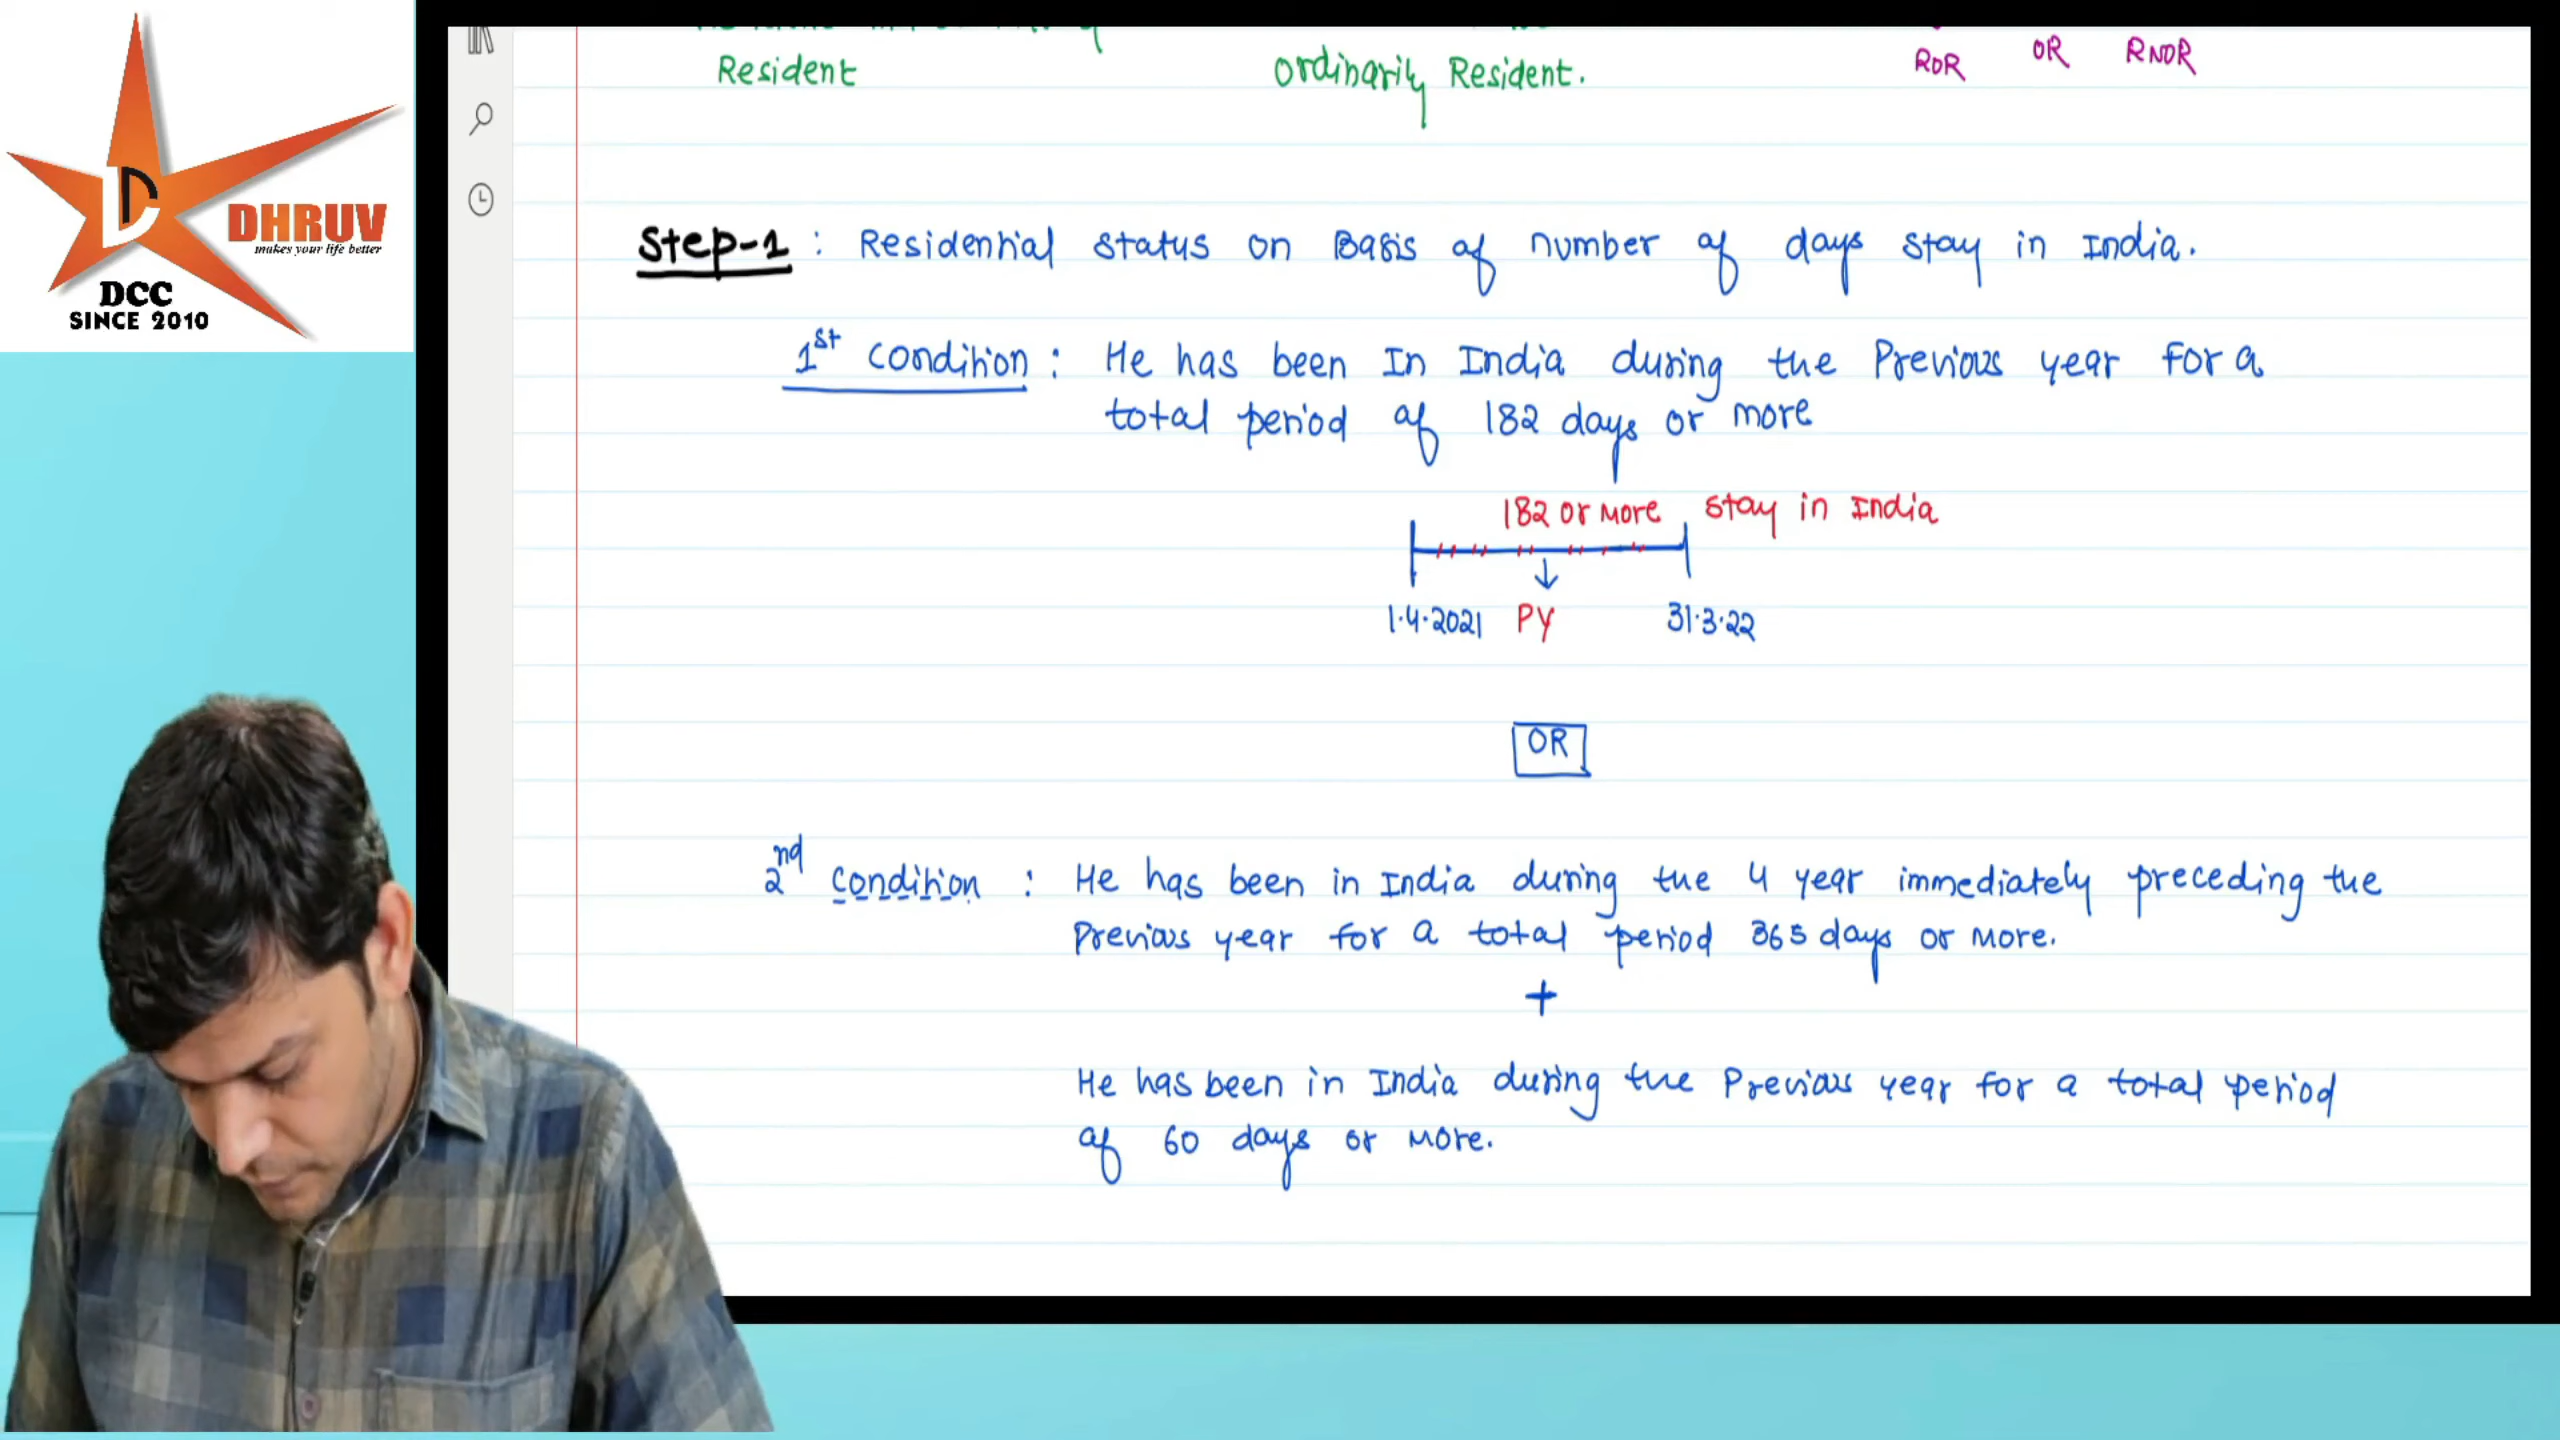 Resident
ordinarily Resident.
ROR OR RNOR
DHRUV
makes your life better
DCC
SINCE 2010
Step-1 : Residential status on Basis of number of days stay in India.
1st condition : He has been In India during the Previous year for a
total period of 182 days or more
182 or more stay in India
1.4.2021 PY 31.3.22
OR
2nd condition : He has been in India during the 4 year immediately preceding the
Previous year for a total period 365 days or more.
+
He has been in India during the Previous year for a total period
of 60 days or more.